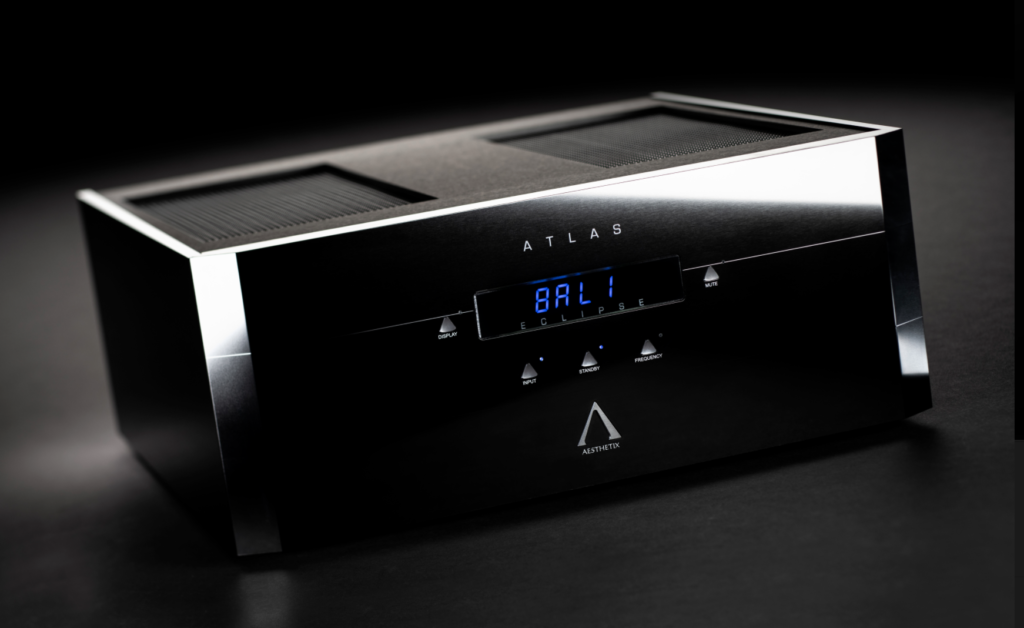 ATLAS
BAL1
ECLIPSE
DISPLAY
MUTE
INPUT
STANDBY
FREQUENCY
AESTHETIX